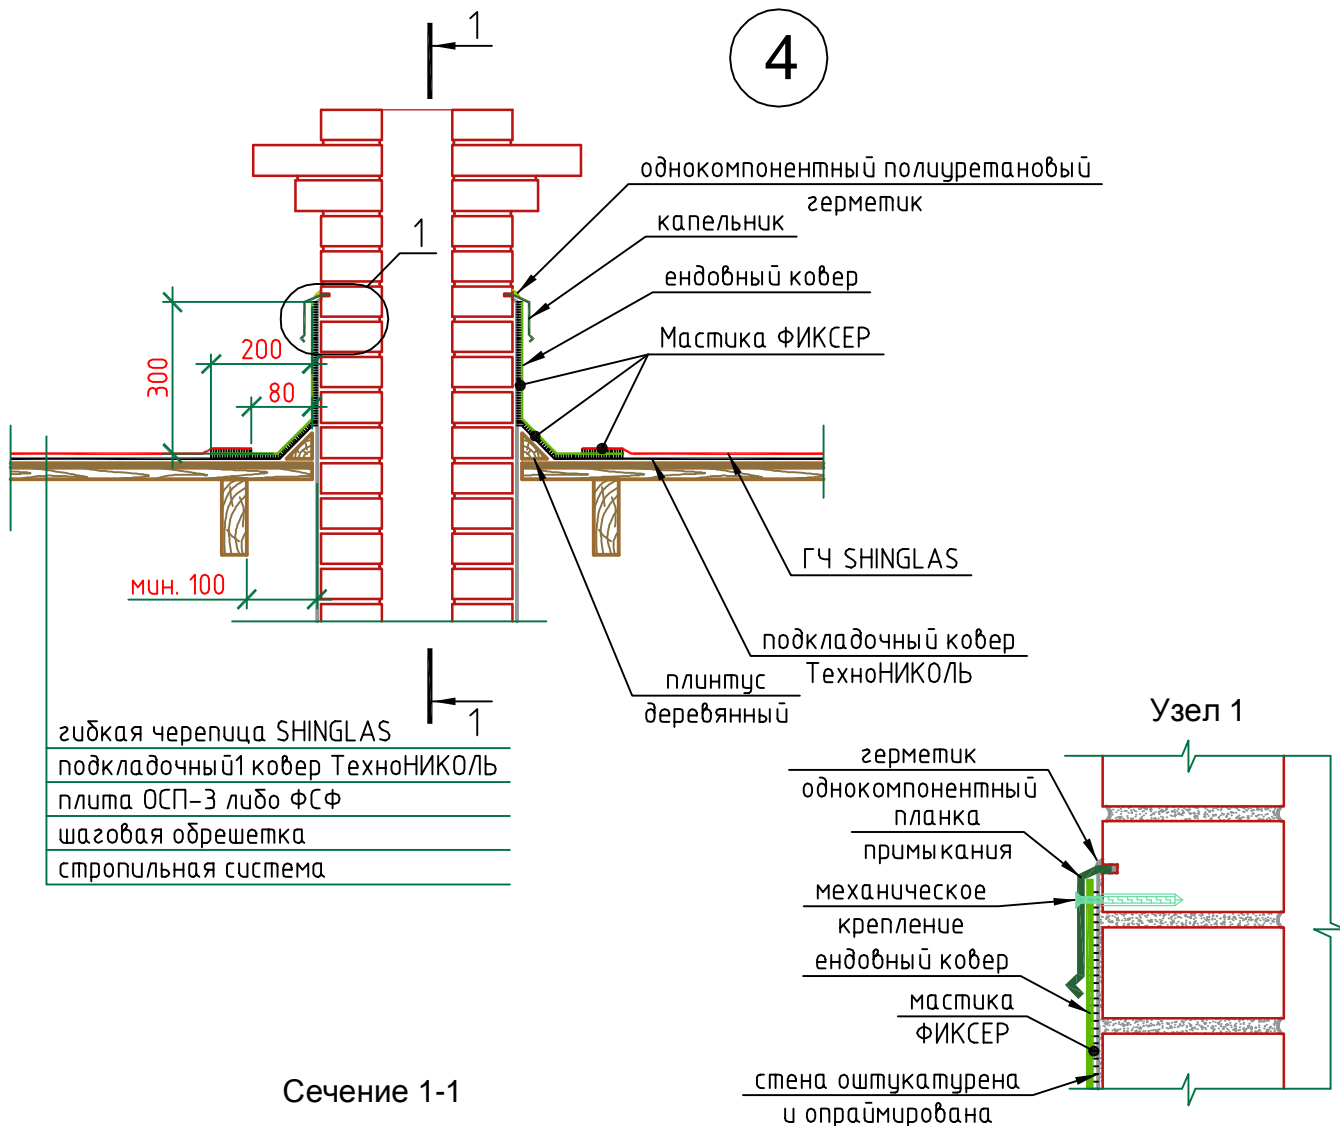 1
4
однокомпонентный полиуретановый
герметик
капельник
1
ендовный ковер
Мастика ФИКСЕР
300
200
80
ГЧ SHINGLAS
мин. 100
подкладочный ковер
ТехноНИКОЛЬ
плинтус
деревянный
1
гибкая черепица SHINGLAS
подкладочный1 ковер ТехноНИКОЛЬ
плита ОСП-3 либо ФСФ
шаговая обрешетка
стропильная система
Узел 1
герметик
однокомпонентный
планка
примыкания
механическое
крепление
ендовный ковер
мастика
ФИКСЕР
стена оштукатурена
и опраймирована
Сечение 1-1